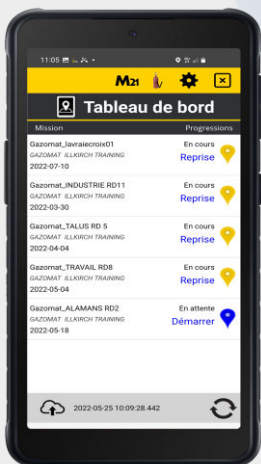 11:05
M21
Tableau de bord
Mission Progressions
Gazomat_lavraiecroix01 En cours
GAZOMAT ILLKIRCH TRAINING Reprise
2022-07-10
Gazomat_INDUSTRIE RD11 En cours
GAZOMAT ILLKIRCH TRAINING Reprise
2022-03-30
Gazomat_TALUS RD 5 En cours
GAZOMAT ILLKIRCH TRAINING Reprise
2022-04-04
Gazomat_TRAVAIL RD8 En cours
GAZOMAT ILLKIRCH TRAINING Reprise
2022-05-04
Gazomat_ALAMANS RD2 En attente
GAZOMAT ILLKIRCH TRAINING Démarrer
2022-05-18
2022-05-25 10:09:28.442